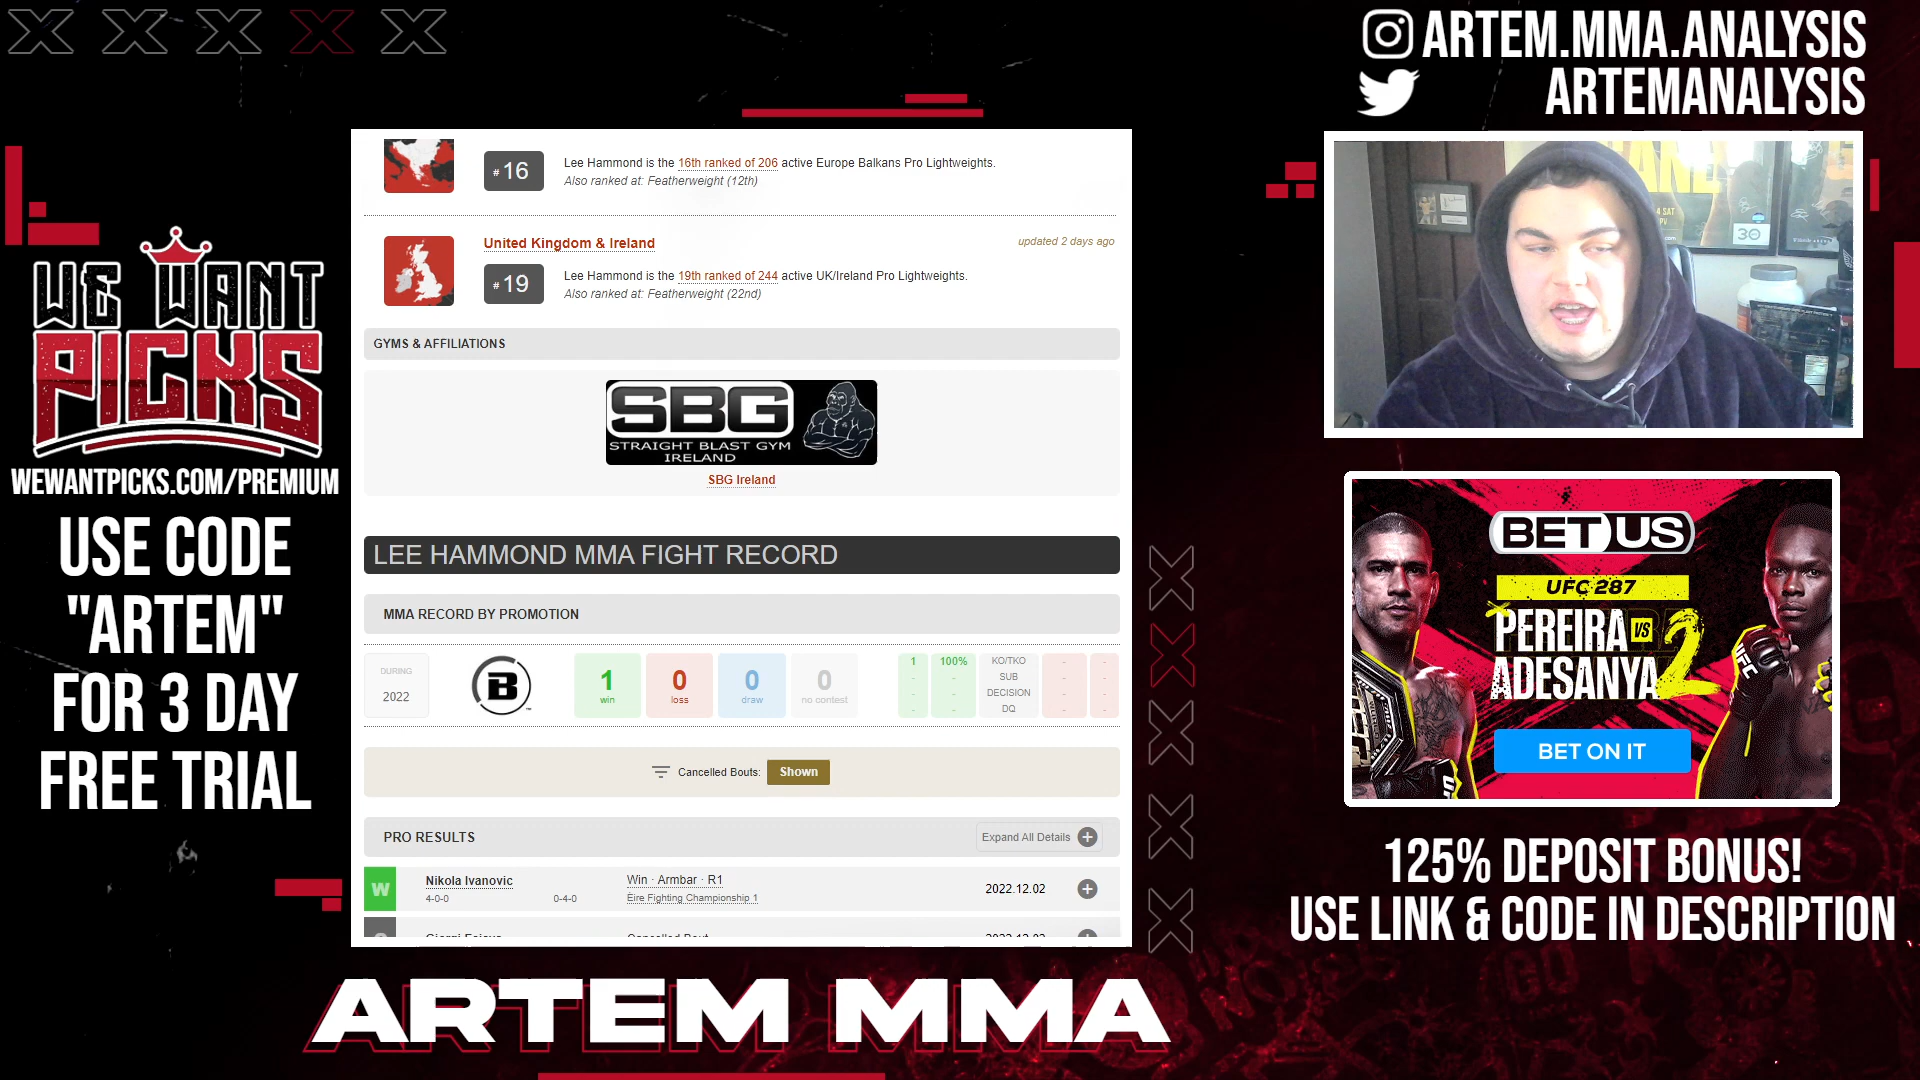 ARTEM.MMA.ANALYSIS
ARTEMANALYSIS
WE WANT
PICKS
WEWANTPICKS.COM/PREMIUM
USE CODE
"ARTEM"
FOR 3 DAY
FREE TRIAL
#16
Lee Hammond is the 16th ranked of 206 active Europe Balkans Pro Lightweights.
Also ranked at: Featherweight (12th)
United Kingdom & Ireland
updated 2 days ago
#19
Lee Hammond is the 19th ranked of 244 active UK/Ireland Pro Lightweights.
Also ranked at: Featherweight (22nd)
GYMS & AFFILIATIONS
SBG
STRAIGHT BLAST GYM
IRELAND
SBG Ireland
LEE HAMMOND MMA FIGHT RECORD
MMA RECORD BY PROMOTION
DURING
2022
B
1
win
0
loss
0
draw
0
no contest
1 100% KO/TKO - -
- - SUB - -
- - DECISION - -
- - DQ - -
Cancelled Bouts: Shown
PRO RESULTS
Expand All Details +
W
Nikola Ivanovic
4-0-0
0-4-0
Win · Armbar · R1
Eire Fighting Championship 1
2022.12.02
+
30
BETUS
UFC 287
PEREIRA VS
ADESANYA 2
UFC
BET ON IT
125% DEPOSIT BONUS!
USE LINK & CODE IN DESCRIPTION
ARTEM MMA